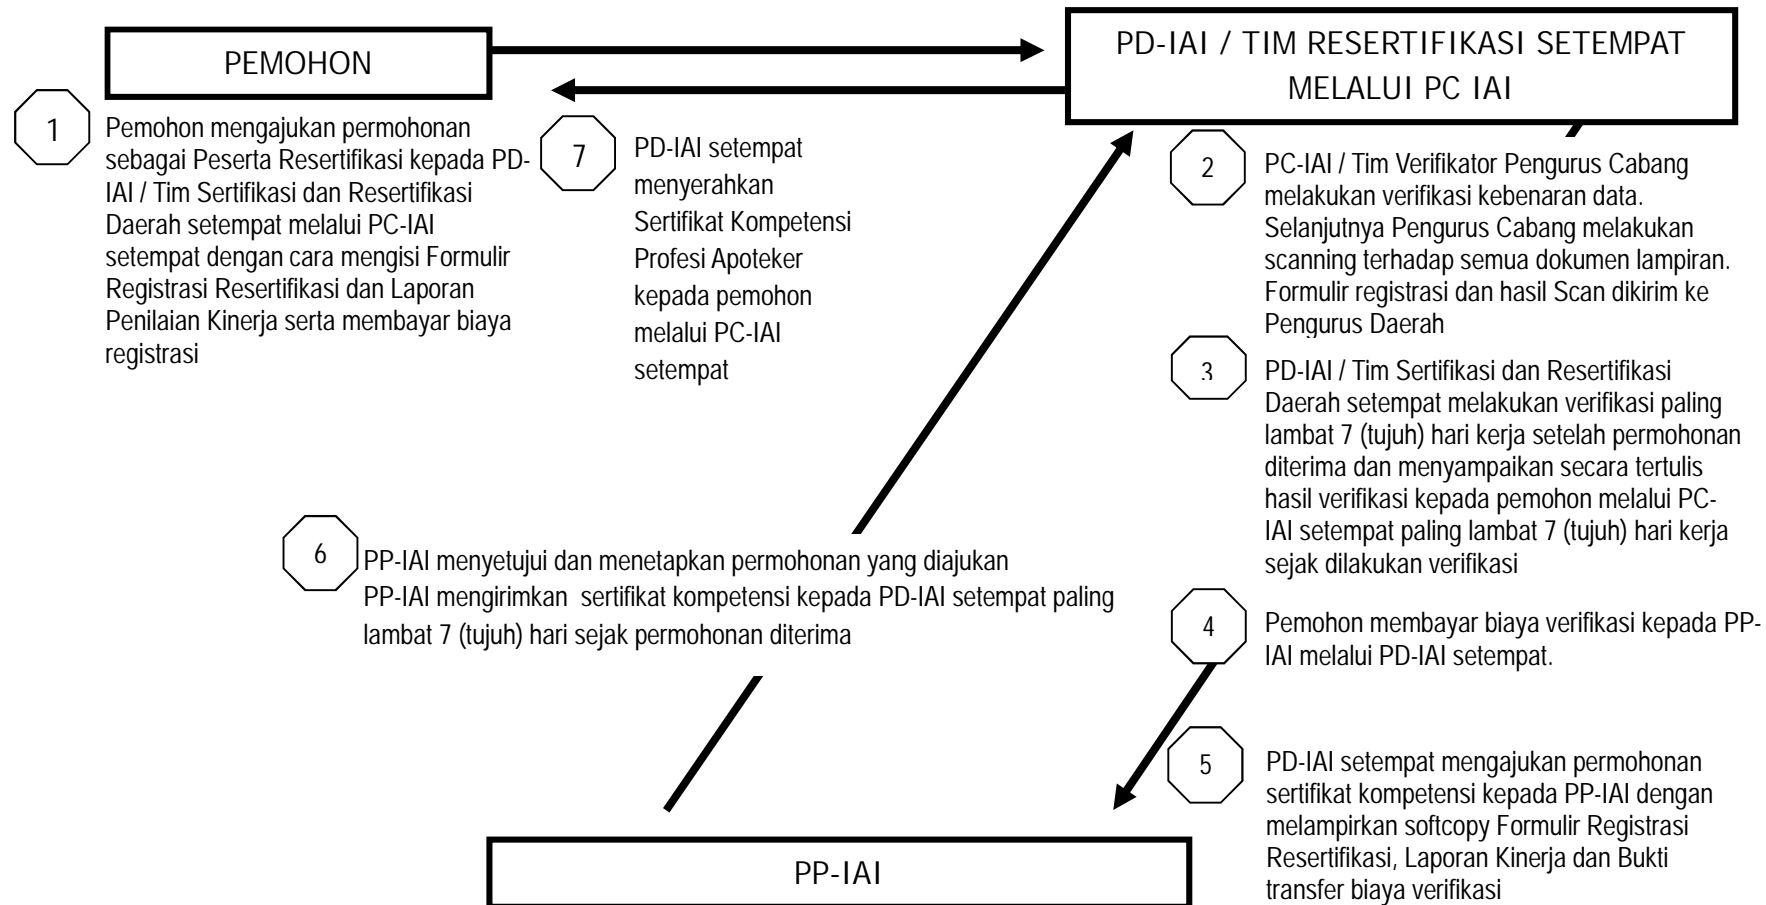 PEMOHON
PD-IAI / TIM RESERTIFIKASI SETEMPAT
MELALUI PC IAI
1
Pemohon mengajukan permohonan
sebagai Peserta Resertifikasi kepada PD-
IAI / Tim Sertifikasi dan Resertifikasi
Daerah setempat melalui PC-IAI
setempat dengan cara mengisi Formulir
Registrasi Resertifikasi dan Laporan
Penilaian Kinerja serta membayar biaya
registrasi
7
PD-IAI setempat
menyerahkan
Sertifikat Kompetensi
Profesi Apoteker
kepada pemohon
melalui PC-IAI
setempat
2
PC-IAI / Tim Verifikator Pengurus Cabang
melakukan verifikasi kebenaran data.
Selanjutnya Pengurus Cabang melakukan
scanning terhadap semua dokumen lampiran.
Formulir registrasi dan hasil Scan dikirim ke
Pengurus Daerah
3
PD-IAI / Tim Sertifikasi dan Resertifikasi
Daerah setempat melakukan verifikasi paling
lambat 7 (tujuh) hari kerja setelah permohonan
diterima dan menyampaikan secara tertulis
hasil verifikasi kepada pemohon melalui PC-
IAI setempat paling lambat 7 (tujuh) hari kerja
sejak dilakukan verifikasi
6
PP-IAI menyetujui dan menetapkan permohonan yang diajukan
PP-IAI mengirimkan sertifikat kompetensi kepada PD-IAI setempat paling
lambat 7 (tujuh) hari sejak permohonan diterima
4
Pemohon membayar biaya verifikasi kepada PP-
IAI melalui PD-IAI setempat.
5
PD-IAI setempat mengajukan permohonan
sertifikat kompetensi kepada PP-IAI dengan
melampirkan softcopy Formulir Registrasi
Resertifikasi, Laporan Kinerja dan Bukti
transfer biaya verifikasi
PP-IAI